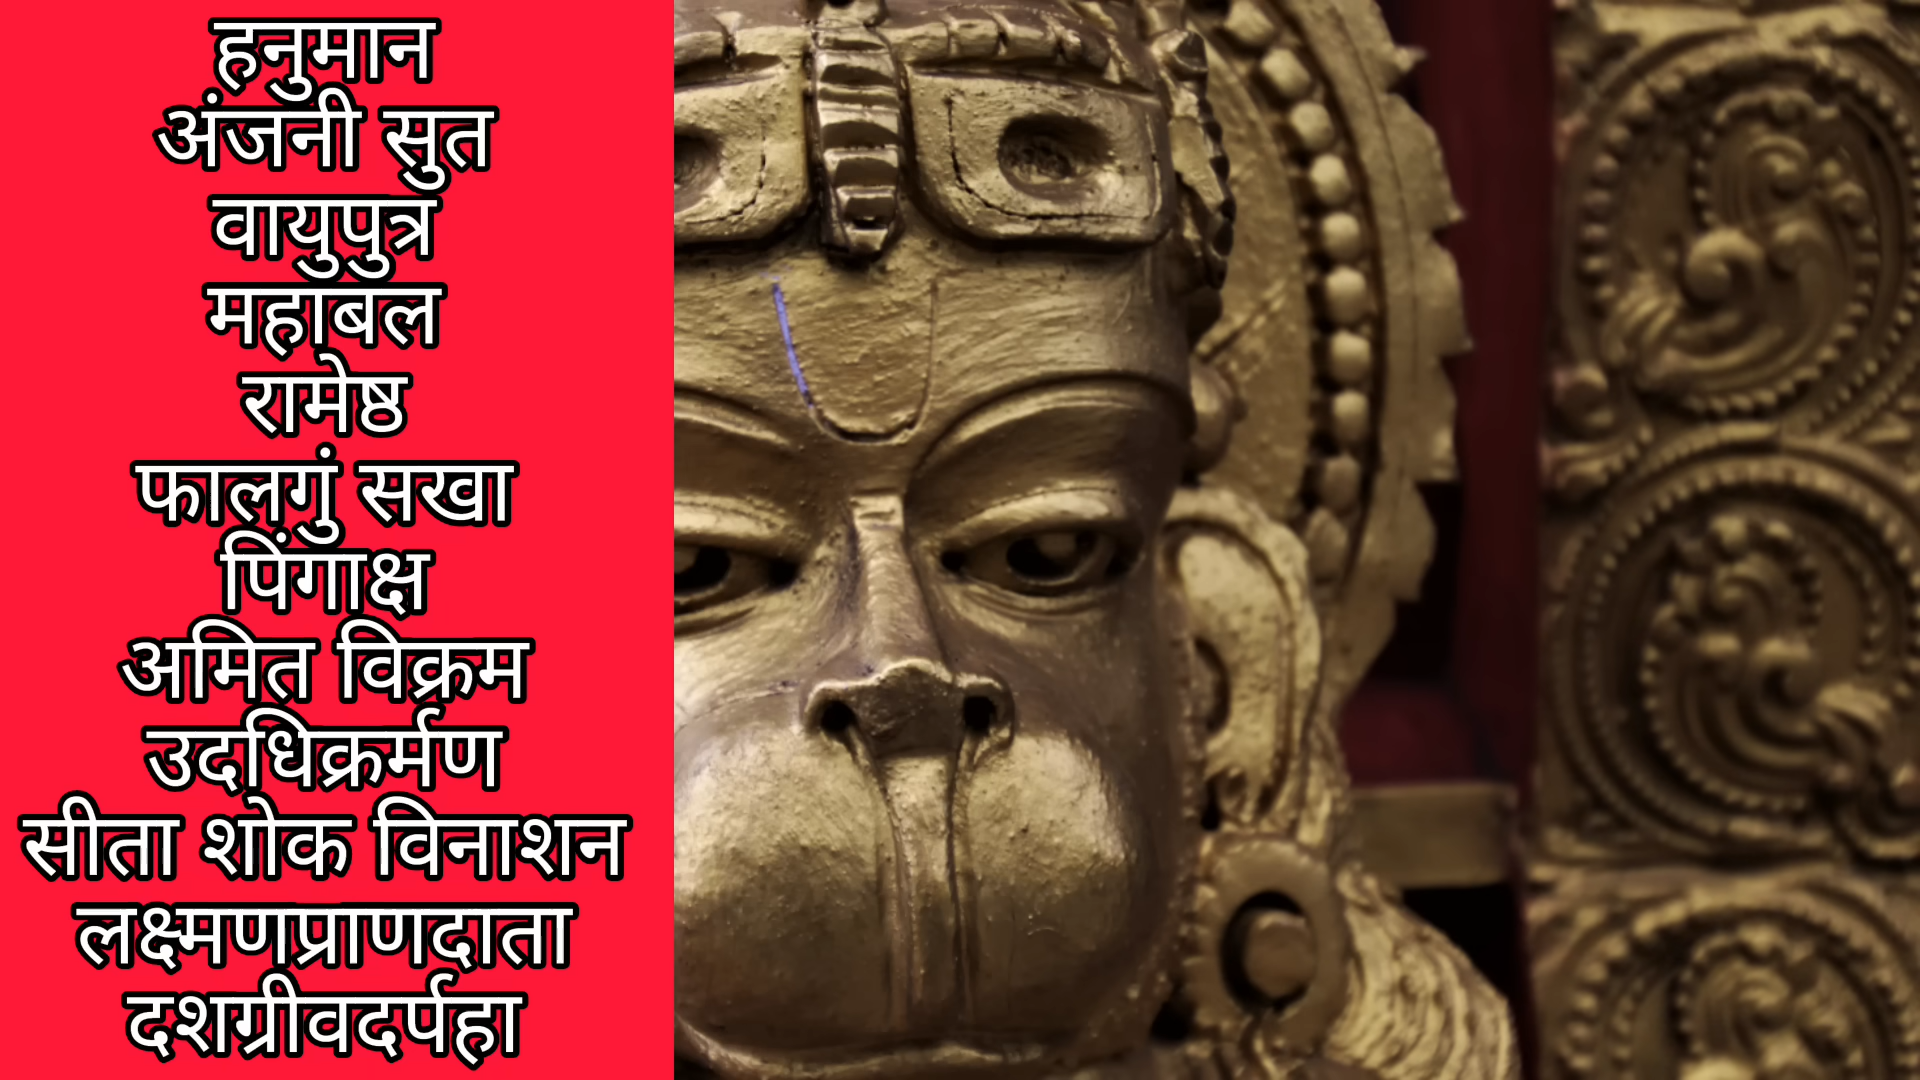 हनुमान
अंजनी सुत
वायुपुत्र
महाबल
रामेष्ठ
फालगुं सखा
पिंगाक्ष
अमित विक्रम
उदधिक्रर्मण
सीता शोक विनाशन
लक्ष्मणप्राणदाता
दशग्रीवदर्पहा